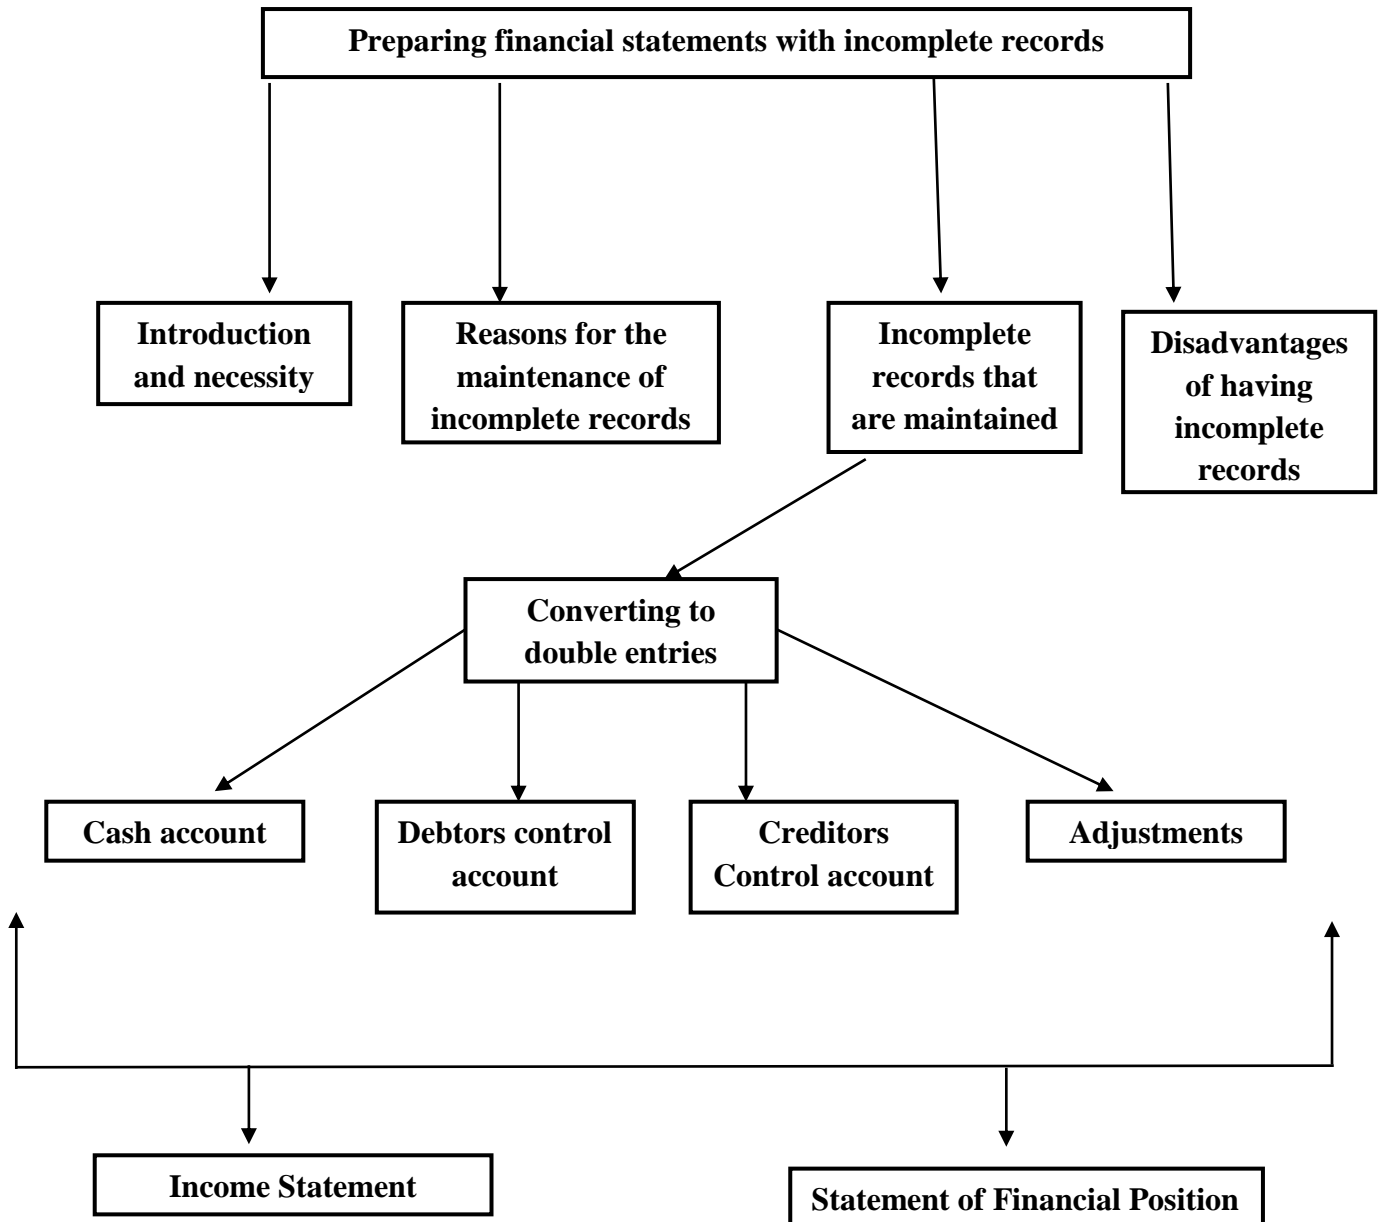 Preparing financial statements with incomplete records
Introduction
and necessity
Reasons for the
maintenance of
incomplete records
Incomplete
records that
are maintained
Disadvantages
of having
incomplete
records
Converting to
double entries
Cash account
Debtors control
account
Creditors
Control account
Adjustments
Income Statement
Statement of Financial Position